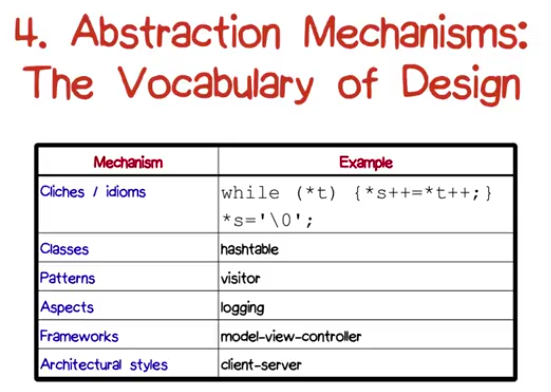 4. Abstraction Mechanisms:
The Vocabulary of Design
Mechanism Example
Cliches / idioms while (*t) {*s++=*t++;}
*s='\0';
Classes hashtable
Patterns visitor
Aspects logging
Frameworks model-view-controller
Architectural styles client-server